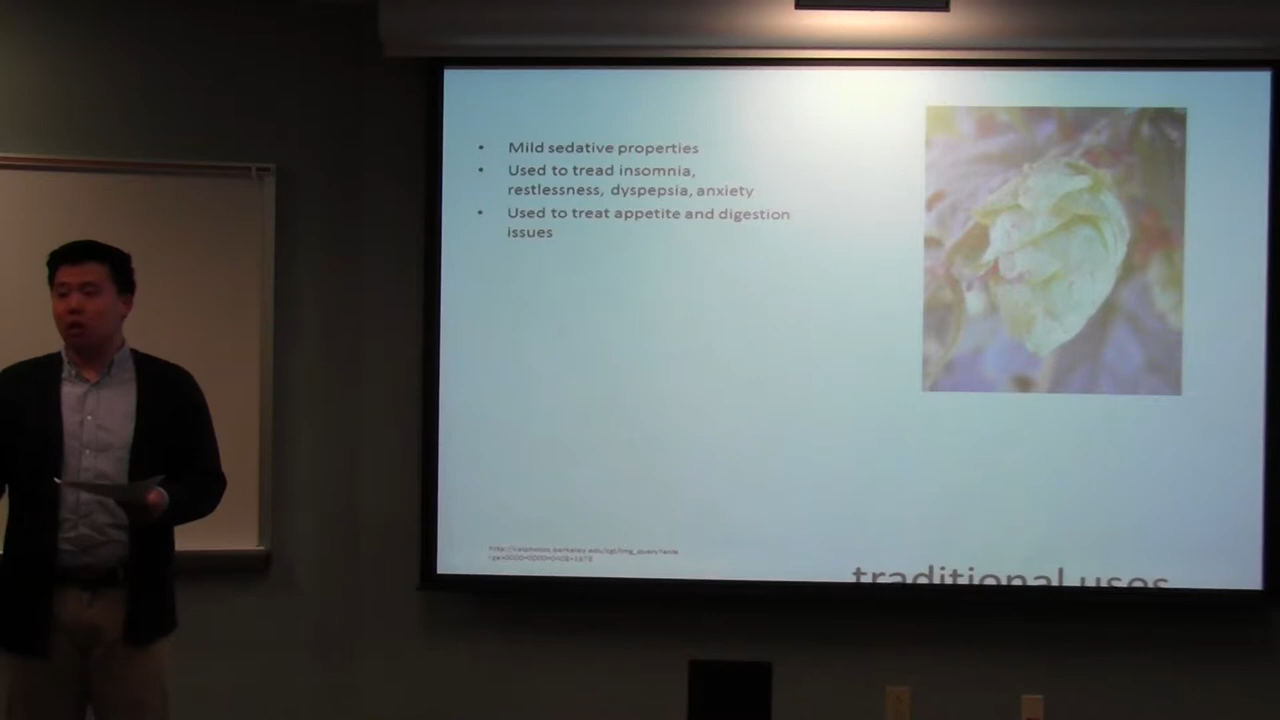 • Mild sedative properties
• Used to tread insomnia,
restlessness, dyspepsia, anxiety
• Used to treat appetite and digestion
issues
traditional uses